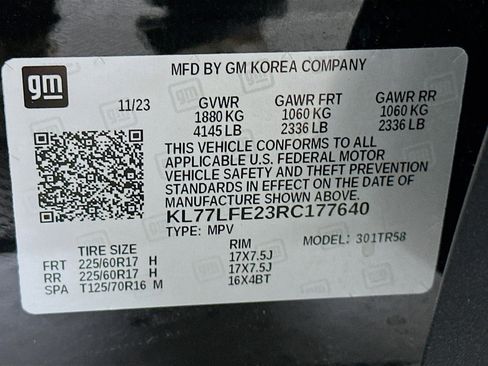 gm
MFD BY GM KOREA COMPANY
11/23 GVWR GAWR FRT GAWR RR
1880 KG 1060 KG 1060 KG
4145 LB 2336 LB 2336 LB
THIS VEHICLE CONFORMS TO ALL
APPLICABLE U.S. FEDERAL MOTOR
VEHICLE SAFETY AND THEFT PREVENTION
STANDARDS IN EFFECT ON THE DATE OF
MANUFACTURE SHOWN ABOVE.
KL77LFE23RC177640
TYPE: MPV MODEL: 301TR58
TIRE SIZE RIM
FRT 225/60R17 H 17X7.5J
RR 225/60R17 H 17X7.5J
SPA T125/70R16 M 16X4BT